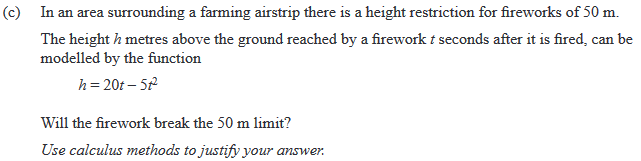 (c) In an area surrounding a farming airstrip there is a height restriction for fireworks of 50 m.
The height h metres above the ground reached by a firework t seconds after it is fired, can be
modelled by the function
h = 20t – 5t²
Will the firework break the 50 m limit?
Use calculus methods to justify your answer.